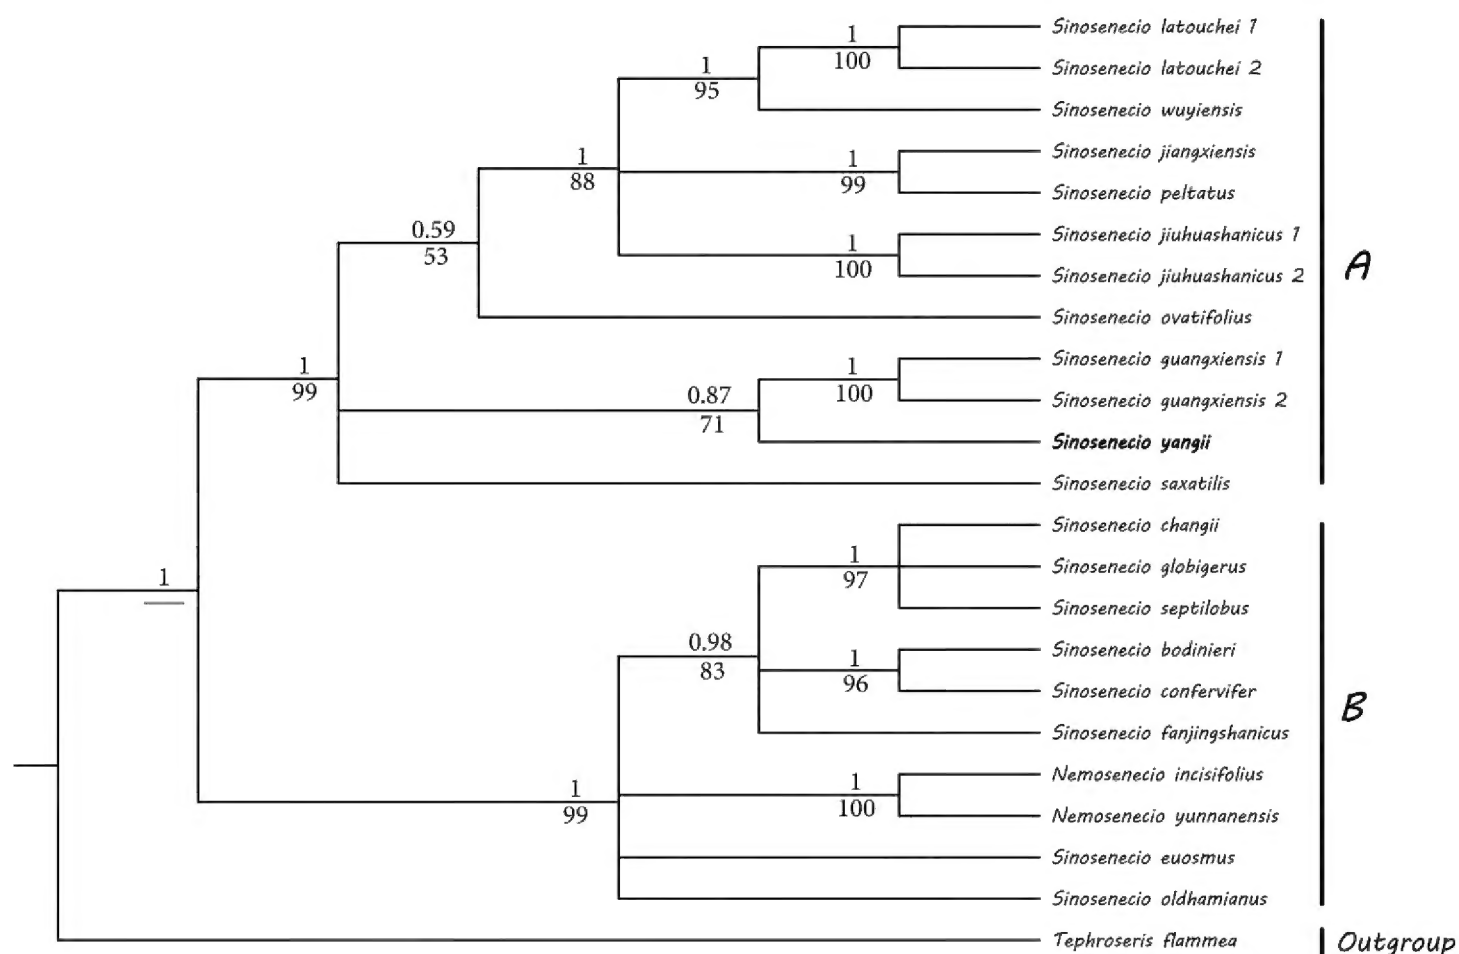 Sinosenecio latouchei 1
1
100
Sinosenecio latouchei 2
1
95
Sinosenecio wuyiensis
Sinosenecio jiangxiensis
1
99
Sinosenecio peltatus
1
88
Sinosenecio jiuhuashanicus 1
1
100
Sinosenecio jiuhuashanicus 2
0.59
53
A
Sinosenecio ovatifolius
Sinosenecio guangxiensis 1
1
100
Sinosenecio guangxiensis 2
1
99
0.87
71
Sinosenecio yangii
Sinosenecio saxatilis
Sinosenecio changii
1
97
Sinosenecio globigerus
1
Sinosenecio septilobus
0.98
83
Sinosenecio bodinieri
1
96
Sinosenecio confervifer
B
Sinosenecio fanjingshanicus
Nemosenecio incisifolius
1
100
1
99
Nemosenecio yunnanensis
Sinosenecio euosmus
Sinosenecio oldhamianus
Tephroseris flammea
Outgroup